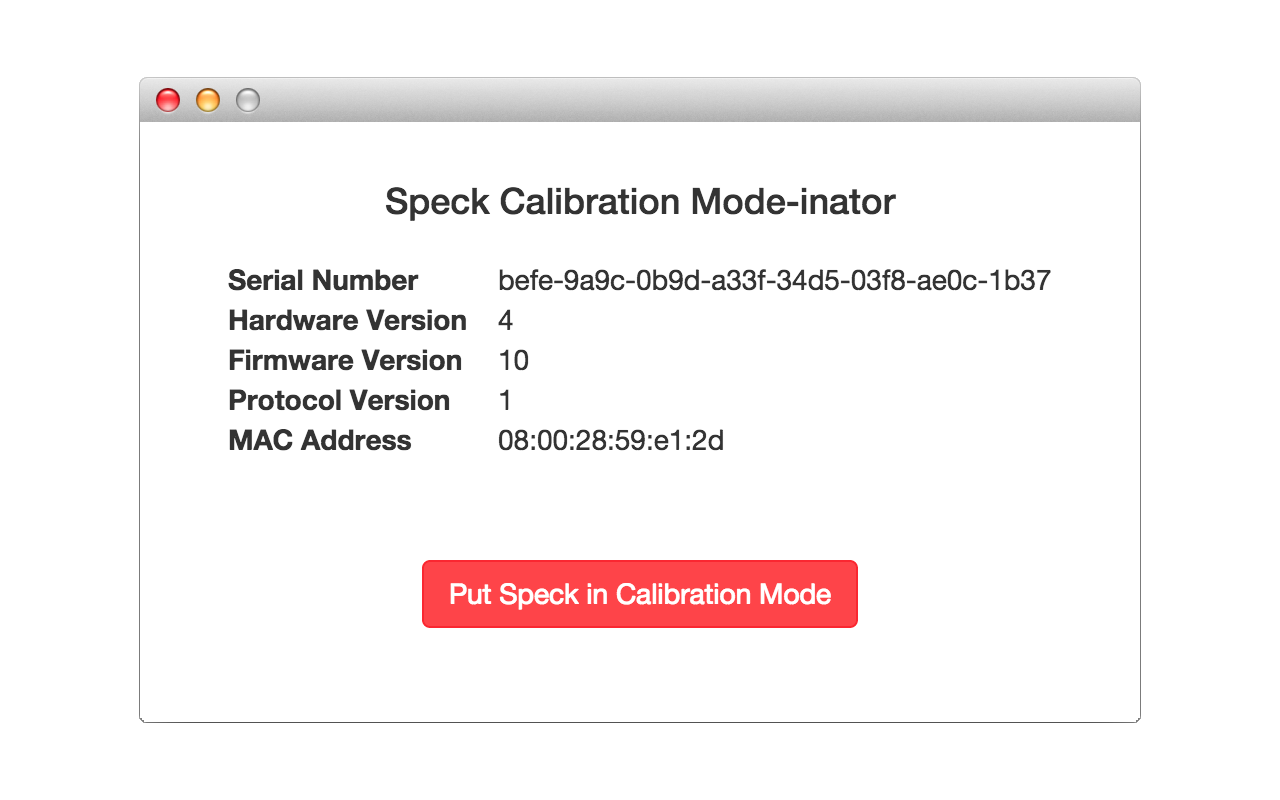 Speck Calibration Mode-inator
Serial Number befe-9a9c-0b9d-a33f-34d5-03f8-ae0c-1b37
Hardware Version 4
Firmware Version 10
Protocol Version 1
MAC Address 08:00:28:59:e1:2d
Put Speck in Calibration Mode